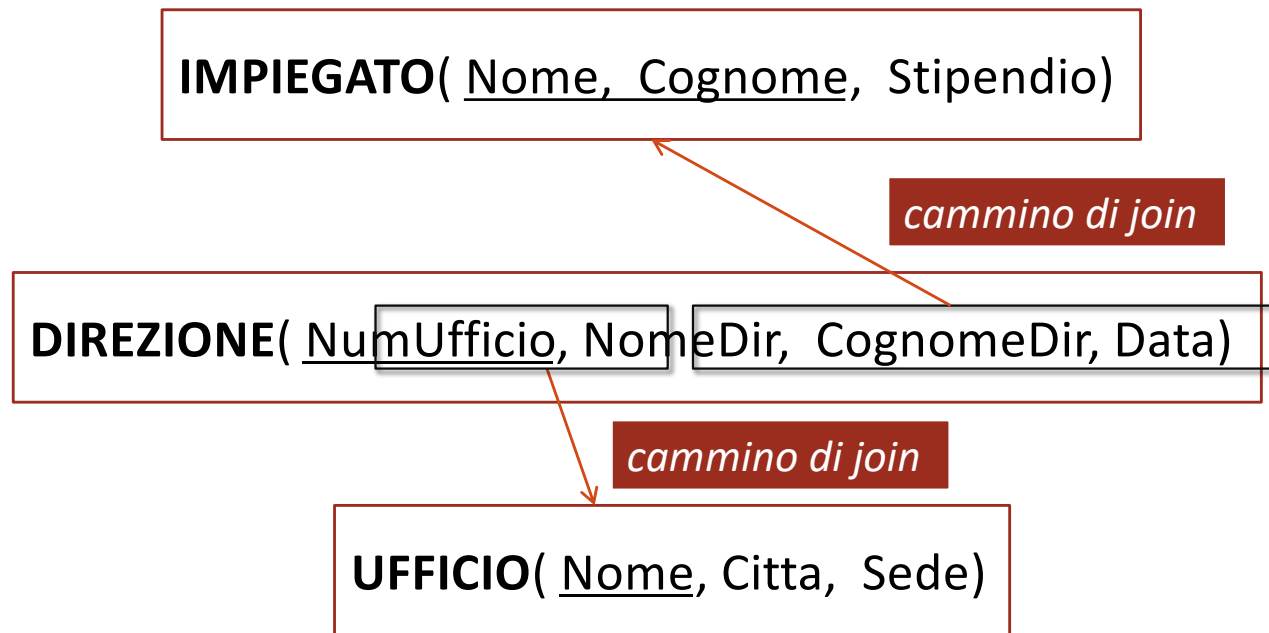 IMPIEGATO( Nome, Cognome, Stipendio)
cammino di join
DIREZIONE( NumUfficio, NomeDir, CognomeDir, Data)
cammino di join
UFFICIO( Nome, Citta, Sede)